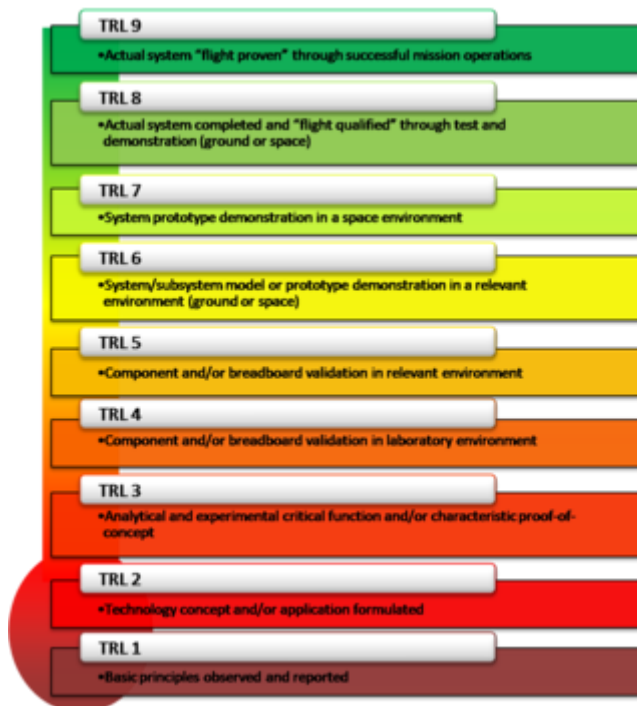 TRL 9
•Actual system “flight proven” through successful mission operations
TRL 8
•Actual system completed and “flight qualified” through test and
demonstration (ground or space)
TRL 7
•System prototype demonstration in a space environment
TRL 6
•System/subsystem model or prototype demonstration in a relevant
environment (ground or space)
TRL 5
•Component and/or breadboard validation in relevant environment
TRL 4
•Component and/or breadboard validation in laboratory environment
TRL 3
•Analytical and experimental critical function and/or characteristic proof-of-
concept
TRL 2
•Technology concept and/or application formulated
TRL 1
•Basic principles observed and reported